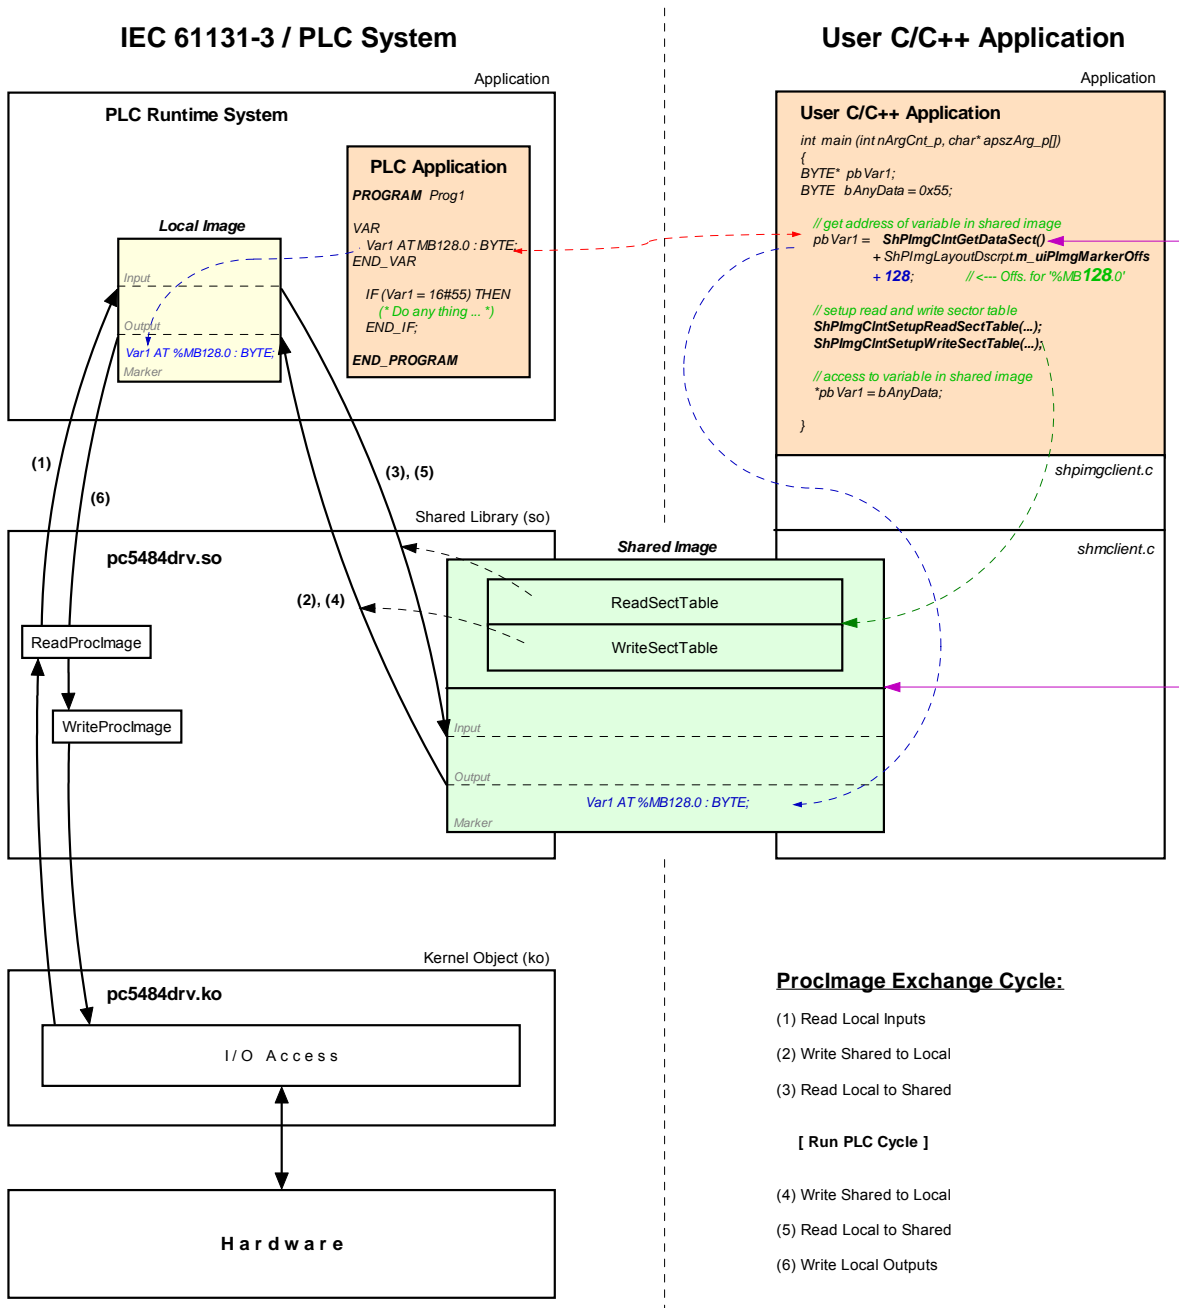 IEC 61131-3 / PLC System
User C/C++ Application
Application
Application
PLC Runtime System
PLC Application
PROGRAM Prog1
VAR
Var1 AT MB128.0 : BYTE;
END_VAR
IF (Var1 = 16#55) THEN
(* Do any thing ... *)
END_IF;
END_PROGRAM
Local Image
Input
Output
Var1 AT %MB128.0 : BYTE;
Marker
User C/C++ Application
int main (int nArgCnt_p, char* apszArg_p[])
{
BYTE* pbVar1;
BYTE bAnyData = 0x55;
// get address of variable in shared image
pbVar1 = ShPImgClntGetDataSect()
+ ShPImgLayoutDscrpt.m_uiPImgMarkerOffs
+ 128; // <--- Offs. for '%MB128.0'
// setup read and write sector table
ShPImgClntSetupReadSectTable(...);
ShPImgClntSetupWriteSectTable(...);
// access to variable in shared image
*pbVar1 = bAnyData;
}
shpimgclient.c
shmclient.c
(1)
(6)
(3), (5)
(2), (4)
Shared Library (so)
pc5484drv.so
ReadProcImage
WriteProcImage
Shared Image
ReadSectTable
WriteSectTable
Input
Output
Var1 AT %MB128.0 : BYTE;
Marker
Kernel Object (ko)
pc5484drv.ko
I/O Access
Hardware
ProcImage Exchange Cycle:
(1) Read Local Inputs
(2) Write Shared to Local
(3) Read Local to Shared
[ Run PLC Cycle ]
(4) Write Shared to Local
(5) Read Local to Shared
(6) Write Local Outputs